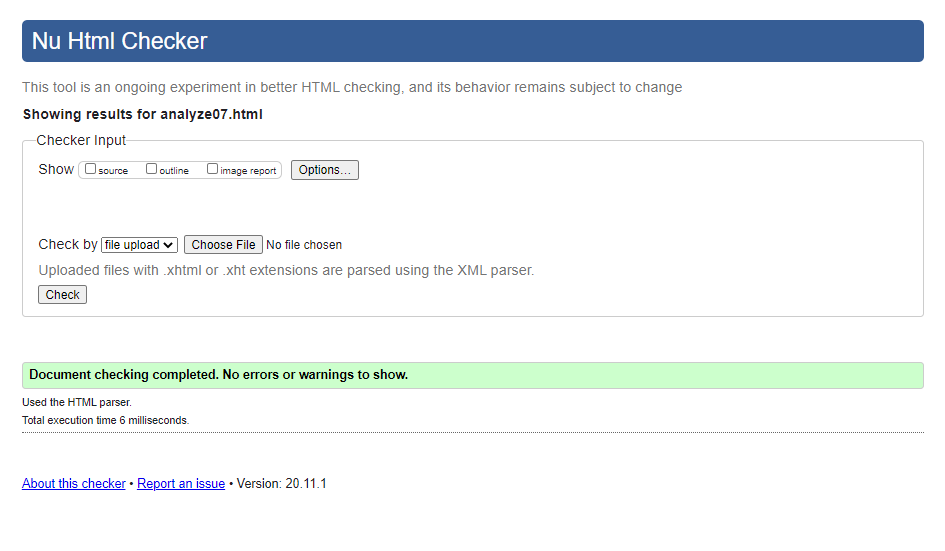 Nu Html Checker
This tool is an ongoing experiment in better HTML checking, and its behavior remains subject to change
Showing results for analyze07.html
Checker Input
Show source outline image report Options...
Check by file upload Choose File No file chosen
Uploaded files with .xhtml or .xht extensions are parsed using the XML parser.
Check
Document checking completed. No errors or warnings to show.
Used the HTML parser.
Total execution time 6 milliseconds.
About this checker • Report an issue • Version: 20.11.1